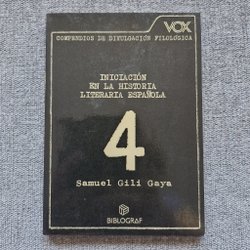 VOX
COMPENDIOS DE DIVULGACIÓN FILOLÓGICA
INICIACIÓN
EN LA HISTORIA
LITERARIA ESPAÑOLA
4
Samuel Gili Gaya
BIBLOGRAF